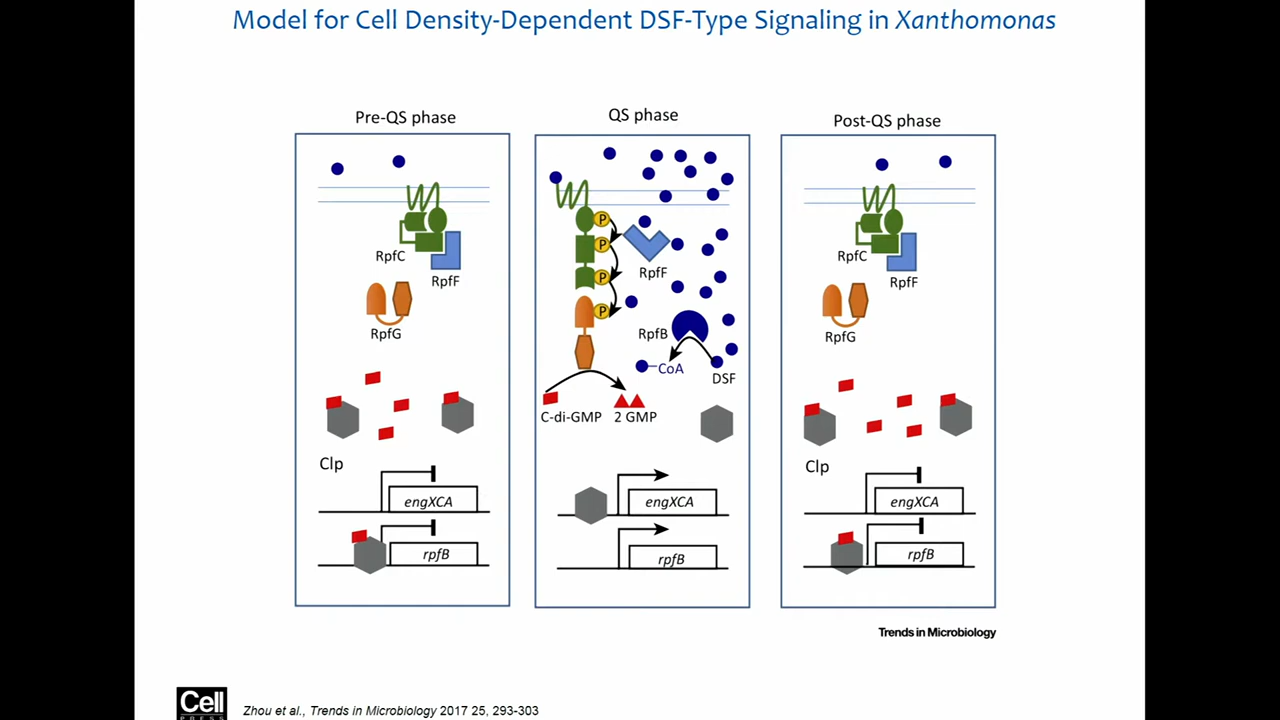 Model for Cell Density-Dependent DSF-Type Signaling in Xanthomonas
Pre-QS phase
RpfC
RpfF
RpfG
Clp
engXCA
rpfB
QS phase
P
P
RpfF
P
P
RpfB
CoA
DSF
C-di-GMP
2 GMP
engXCA
rpfB
Post-QS phase
RpfC
RpfF
RpfG
Clp
engXCA
rpfB
Trends in Microbiology
Cell
PRESS
Zhou et al., Trends in Microbiology 2017 25, 293-303